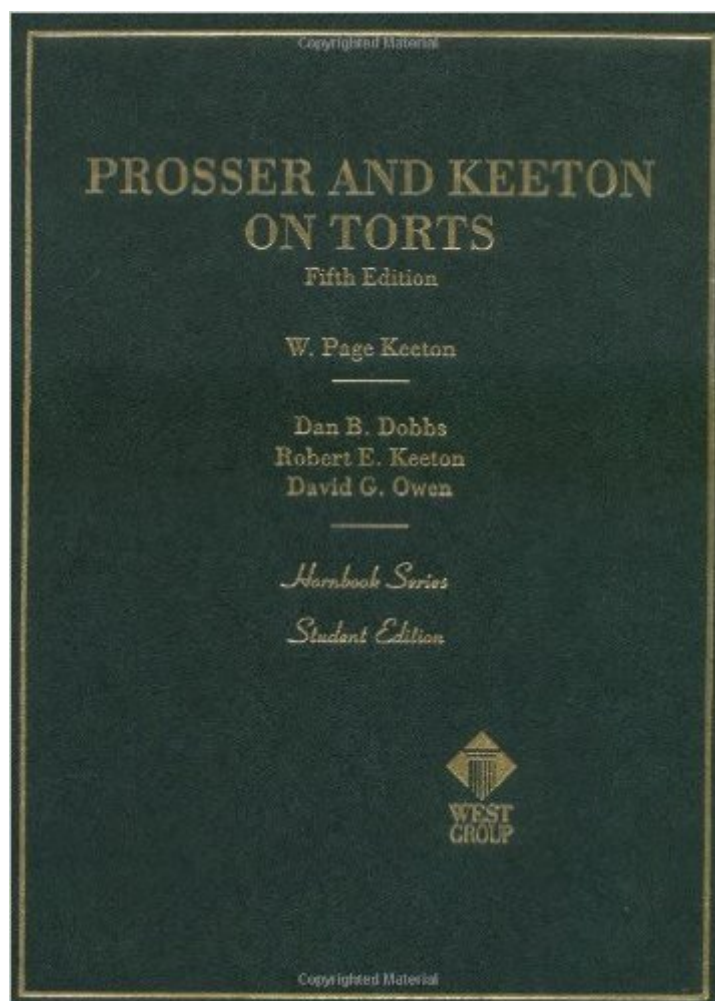 Copyrighted Material
PROSSER AND KEETON
ON TORTS
Fifth Edition
W. Page Keeton
Dan B. Dobbs
Robert E. Keeton
David G. Owen
Hornbook Series
Student Edition
WEST
GROUP
Copyrighted Material